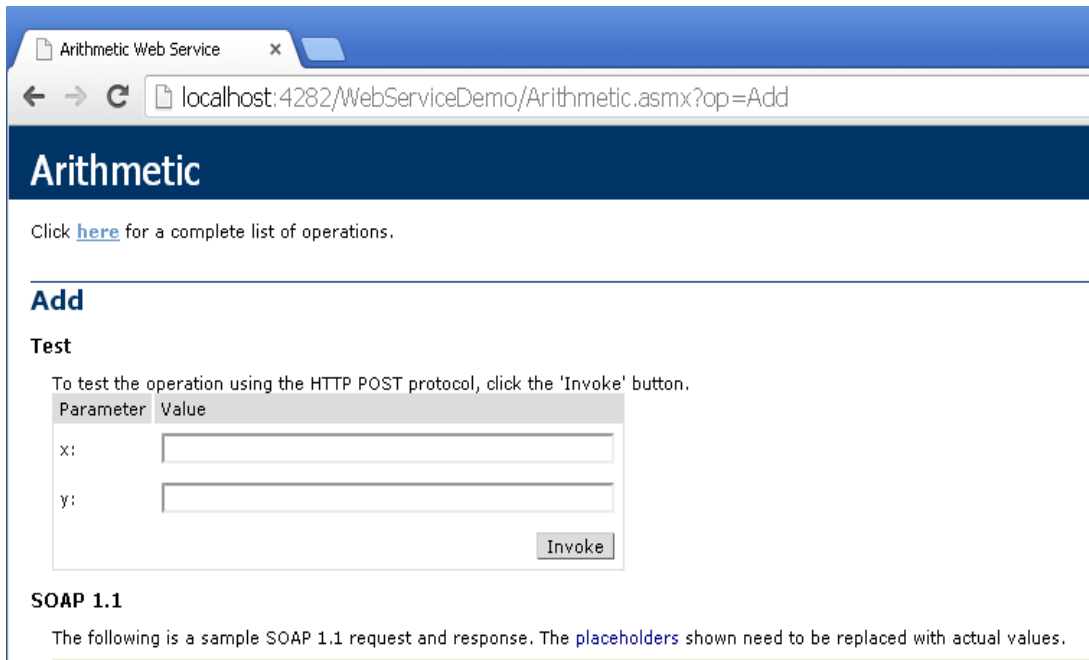 Arithmetic Web Service
localhost:4282/WebServiceDemo/Arithmetic.asmx?op=Add
Arithmetic
Click here for a complete list of operations.
Add
Test
To test the operation using the HTTP POST protocol, click the 'Invoke' button.
Parameter Value
x:
y:
Invoke
SOAP 1.1
The following is a sample SOAP 1.1 request and response. The placeholders shown need to be replaced with actual values.